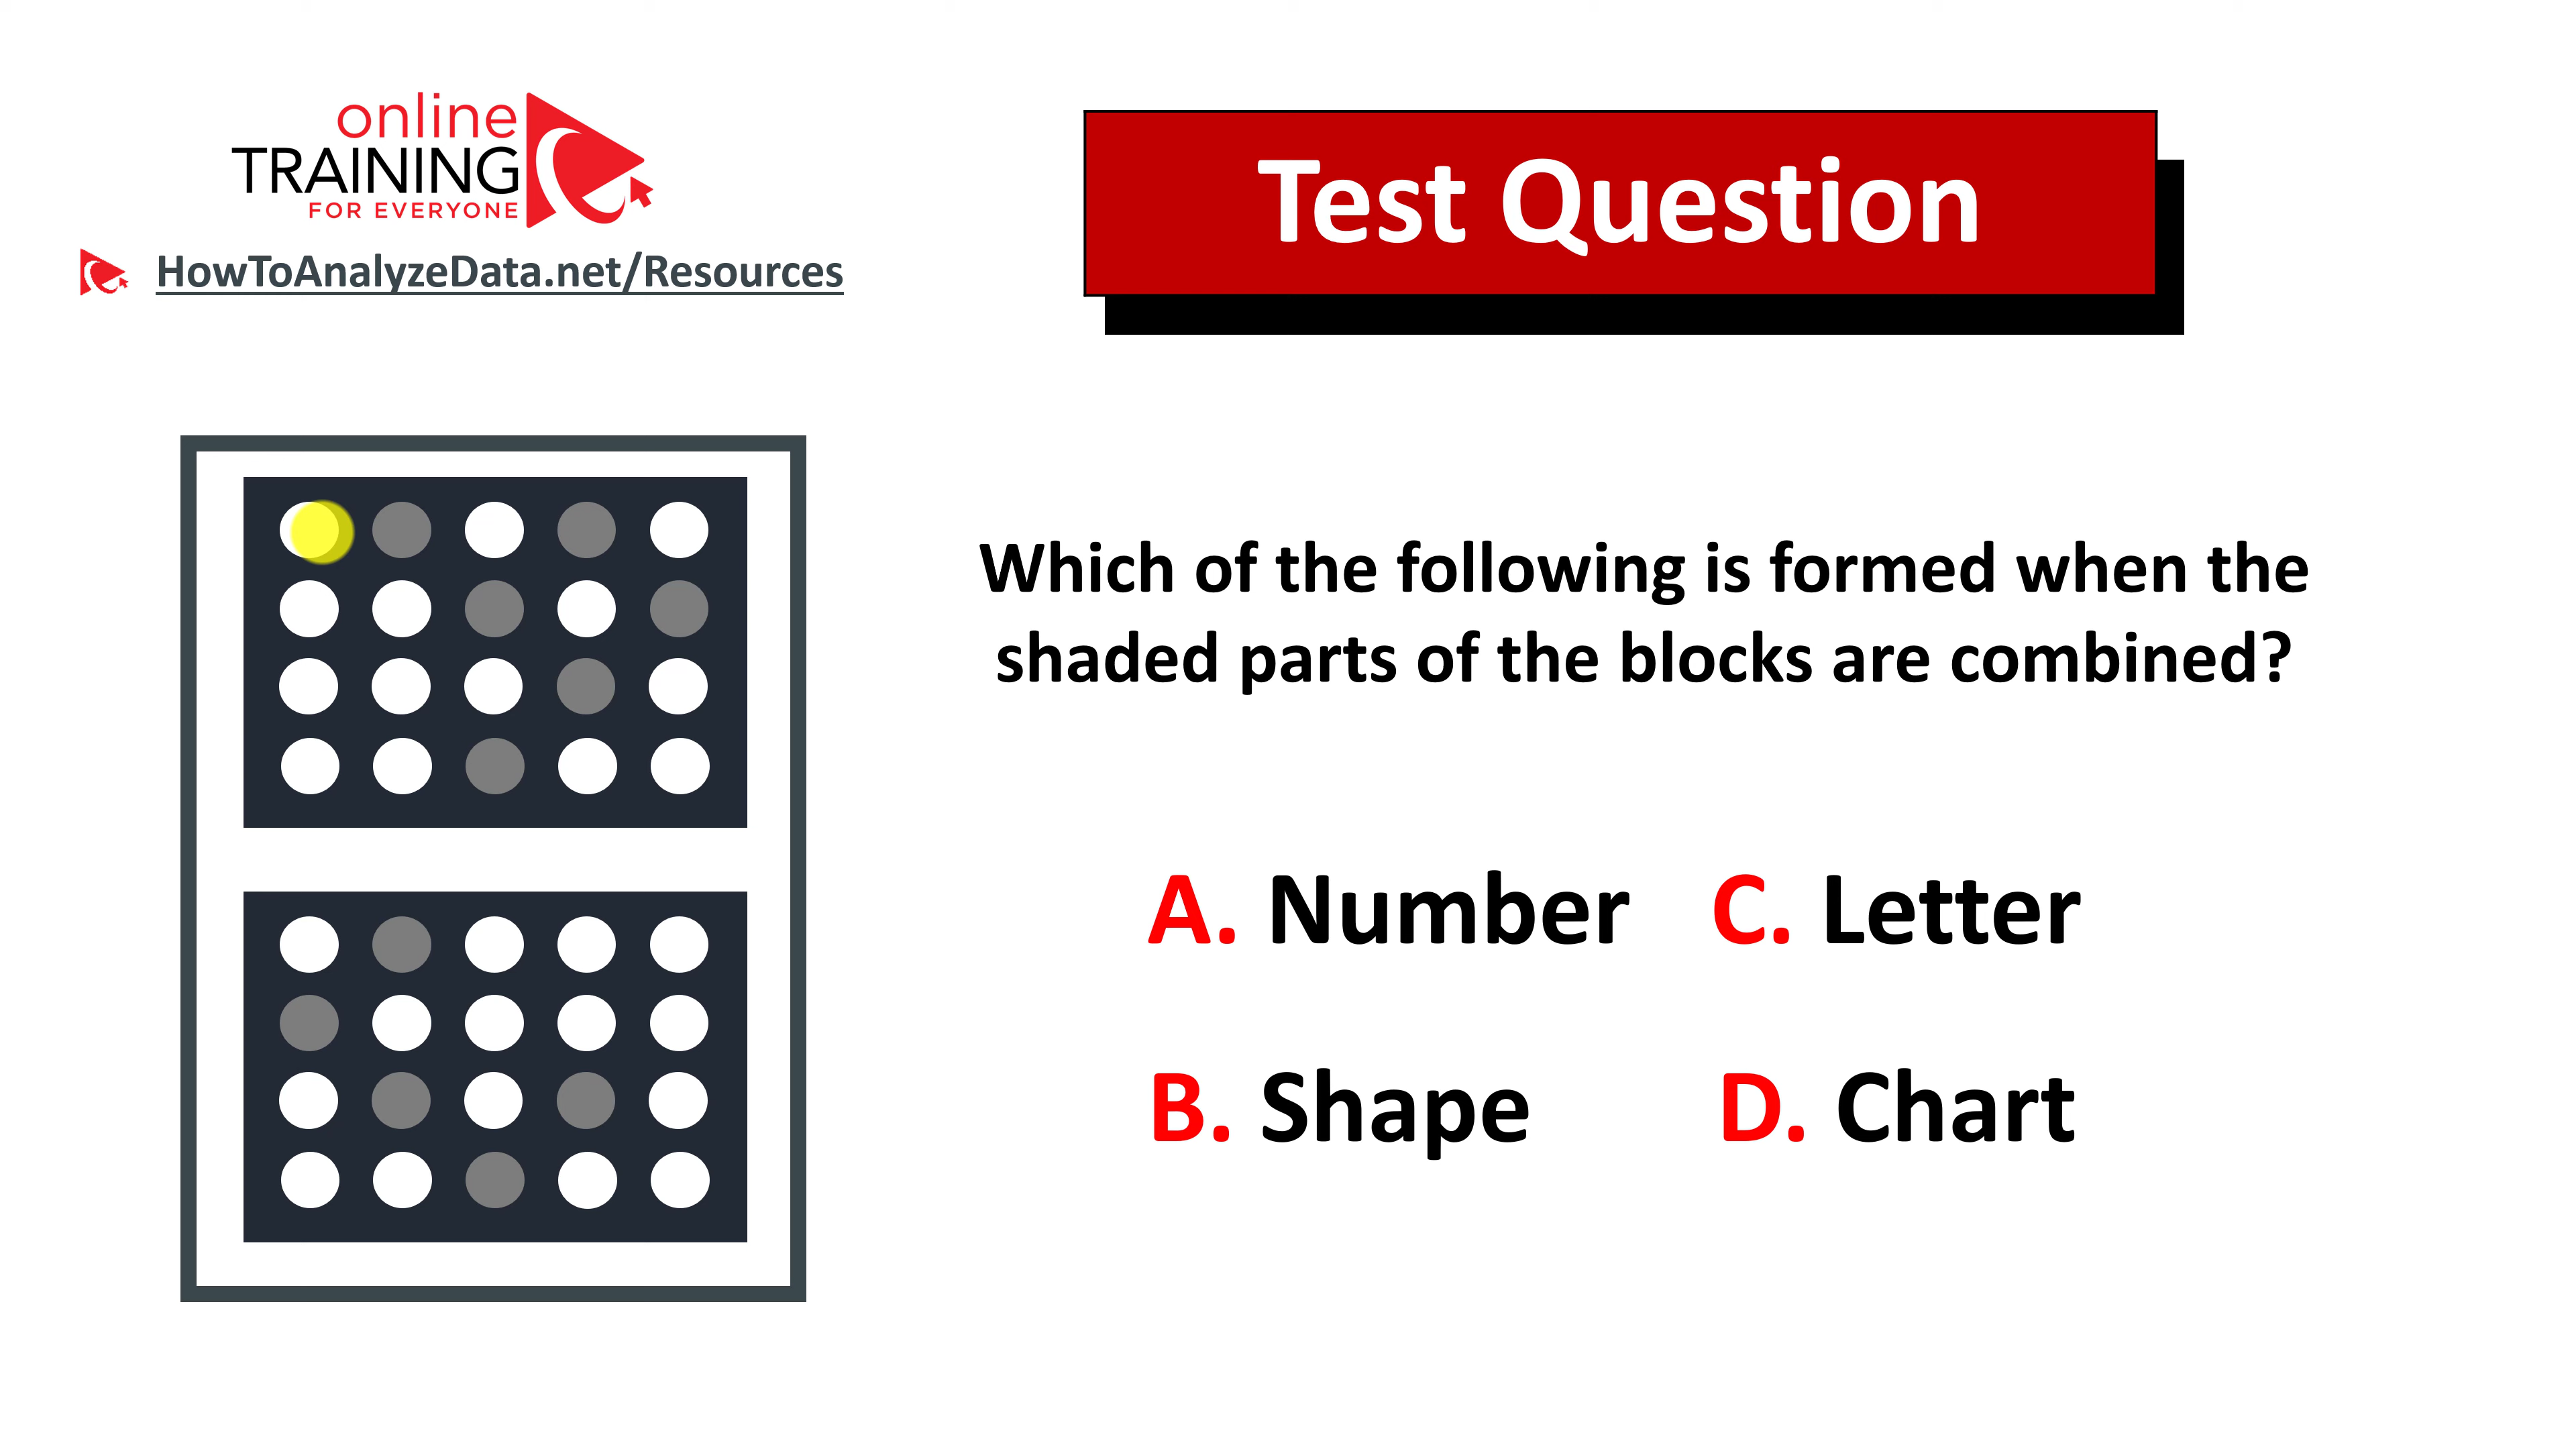 online
TRAINING
FOR EVERYONE
HowToAnalyzeData.net/Resources
Test Question
Which of the following is formed when the
shaded parts of the blocks are combined?
A. Number
C. Letter
B. Shape
D. Chart